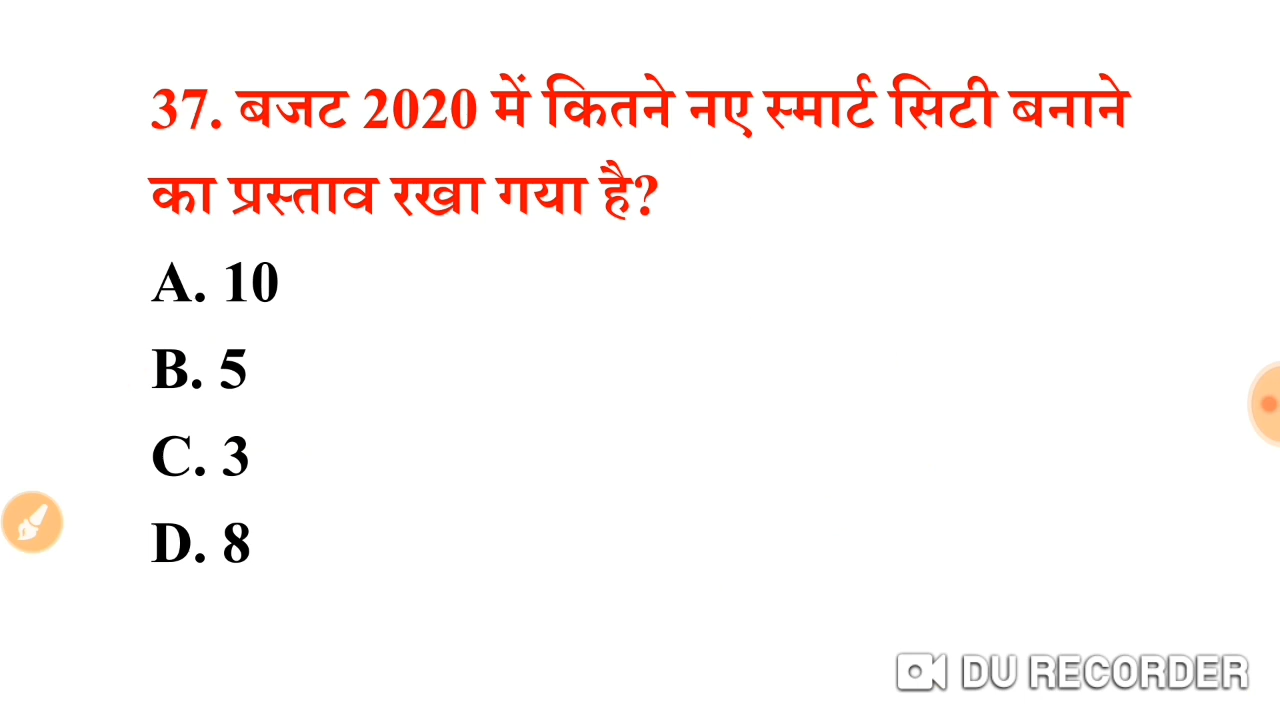 37. बजट 2020 में कितने नए स्मार्ट सिटी बनाने
का प्रस्ताव रखा गया है?
A. 10
B. 5
C. 3
D. 8
DU RECORDER